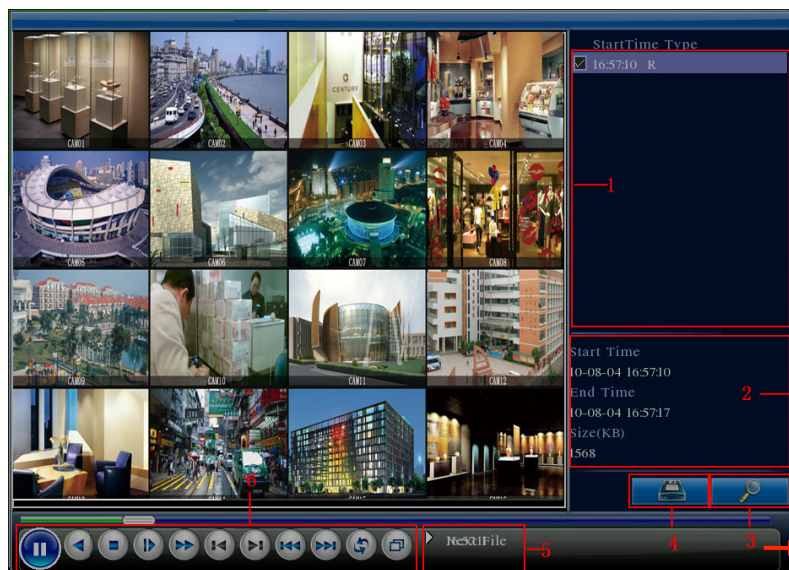 StartTime Type
16:57:10 R
CENTURY
CAM01
CAM02
CAM03
CAM04
CAM05
CAM06
CAM07
CAM08
CAM09
CAM10
CAM11
CAM12
1
Start Time
10-08-04 16:57:10
End Time
10-08-04 16:57:17
Size(KB)
1568
2
6
4
3
5